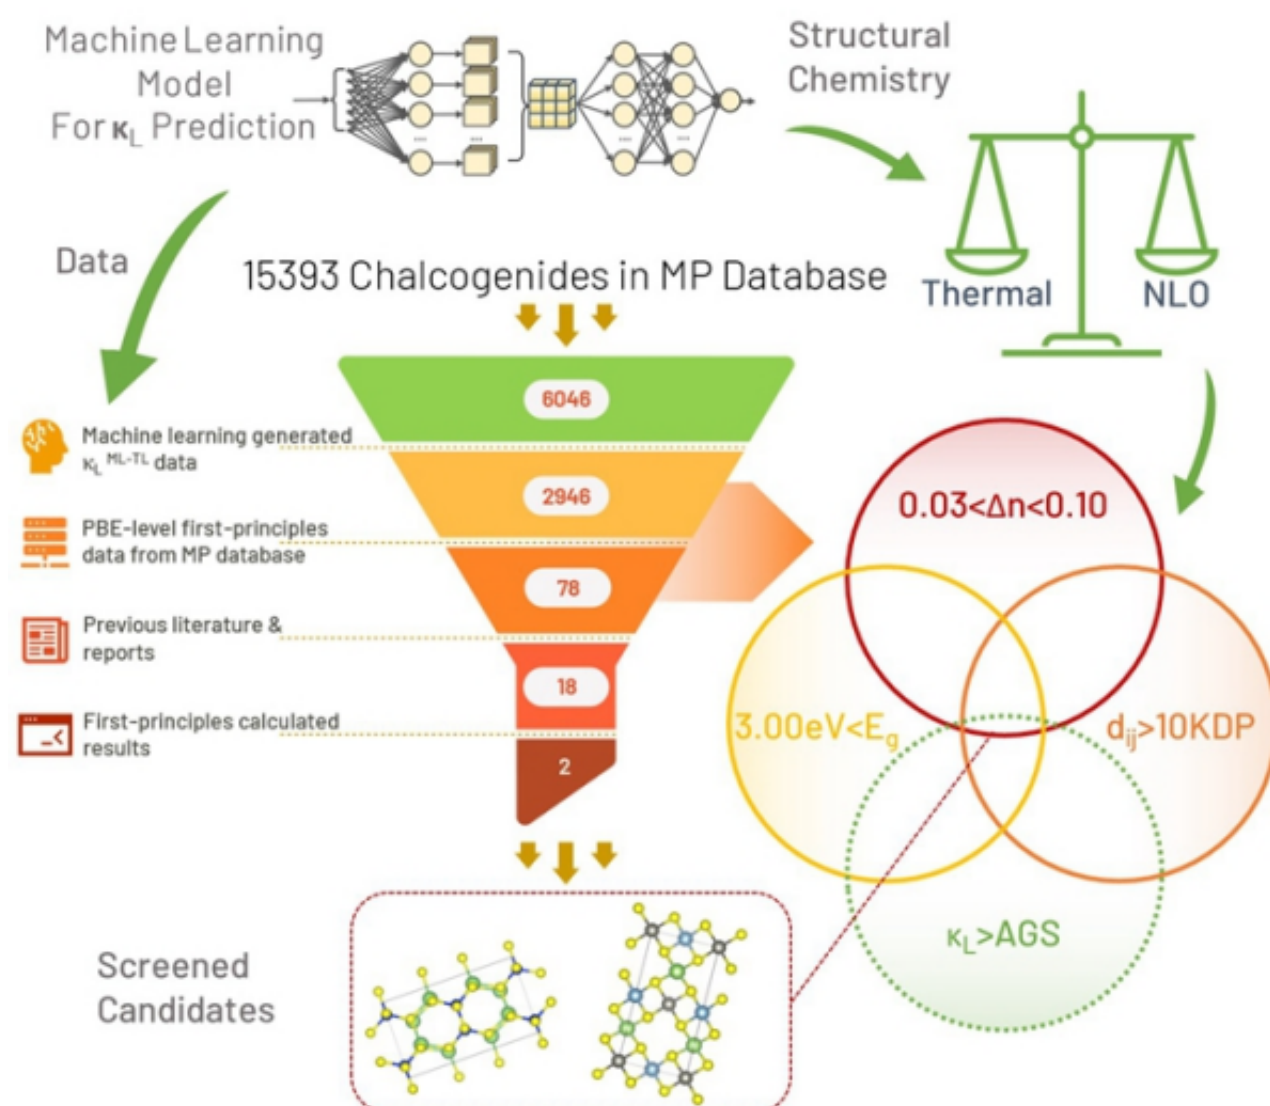 Machine Learning
Model
For κL Prediction
Structural
Chemistry
Data
15393 Chalcogenides in MP Database
Thermal
NLO
6046
Machine learning generated
κL ML-TL data
2946
PBE-level first-principles
data from MP database
78
Previous literature &
reports
18
First-principles calculated
results
2
0.03<Δn<0.10
3.00eV<Eg
dij>10KDP
κL>AGS
Screened
Candidates